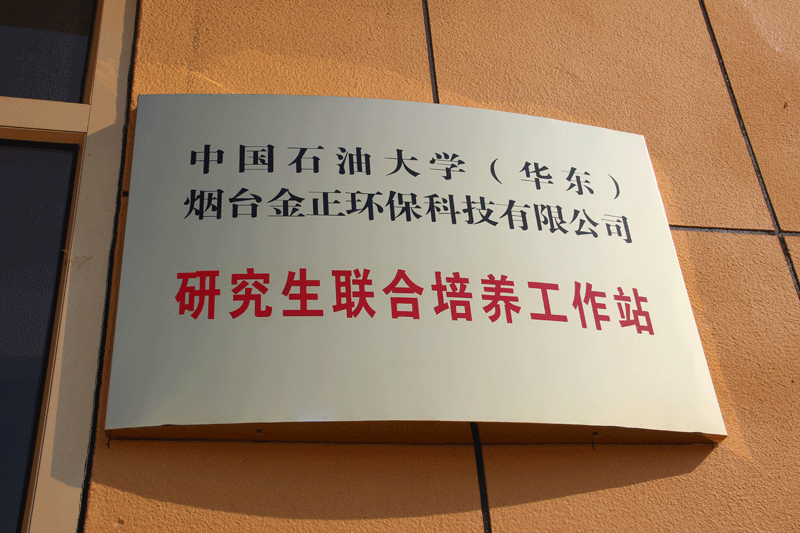 中国石油大学（华东）
烟台金正环保科技有限公司
研究生联合培养工作站